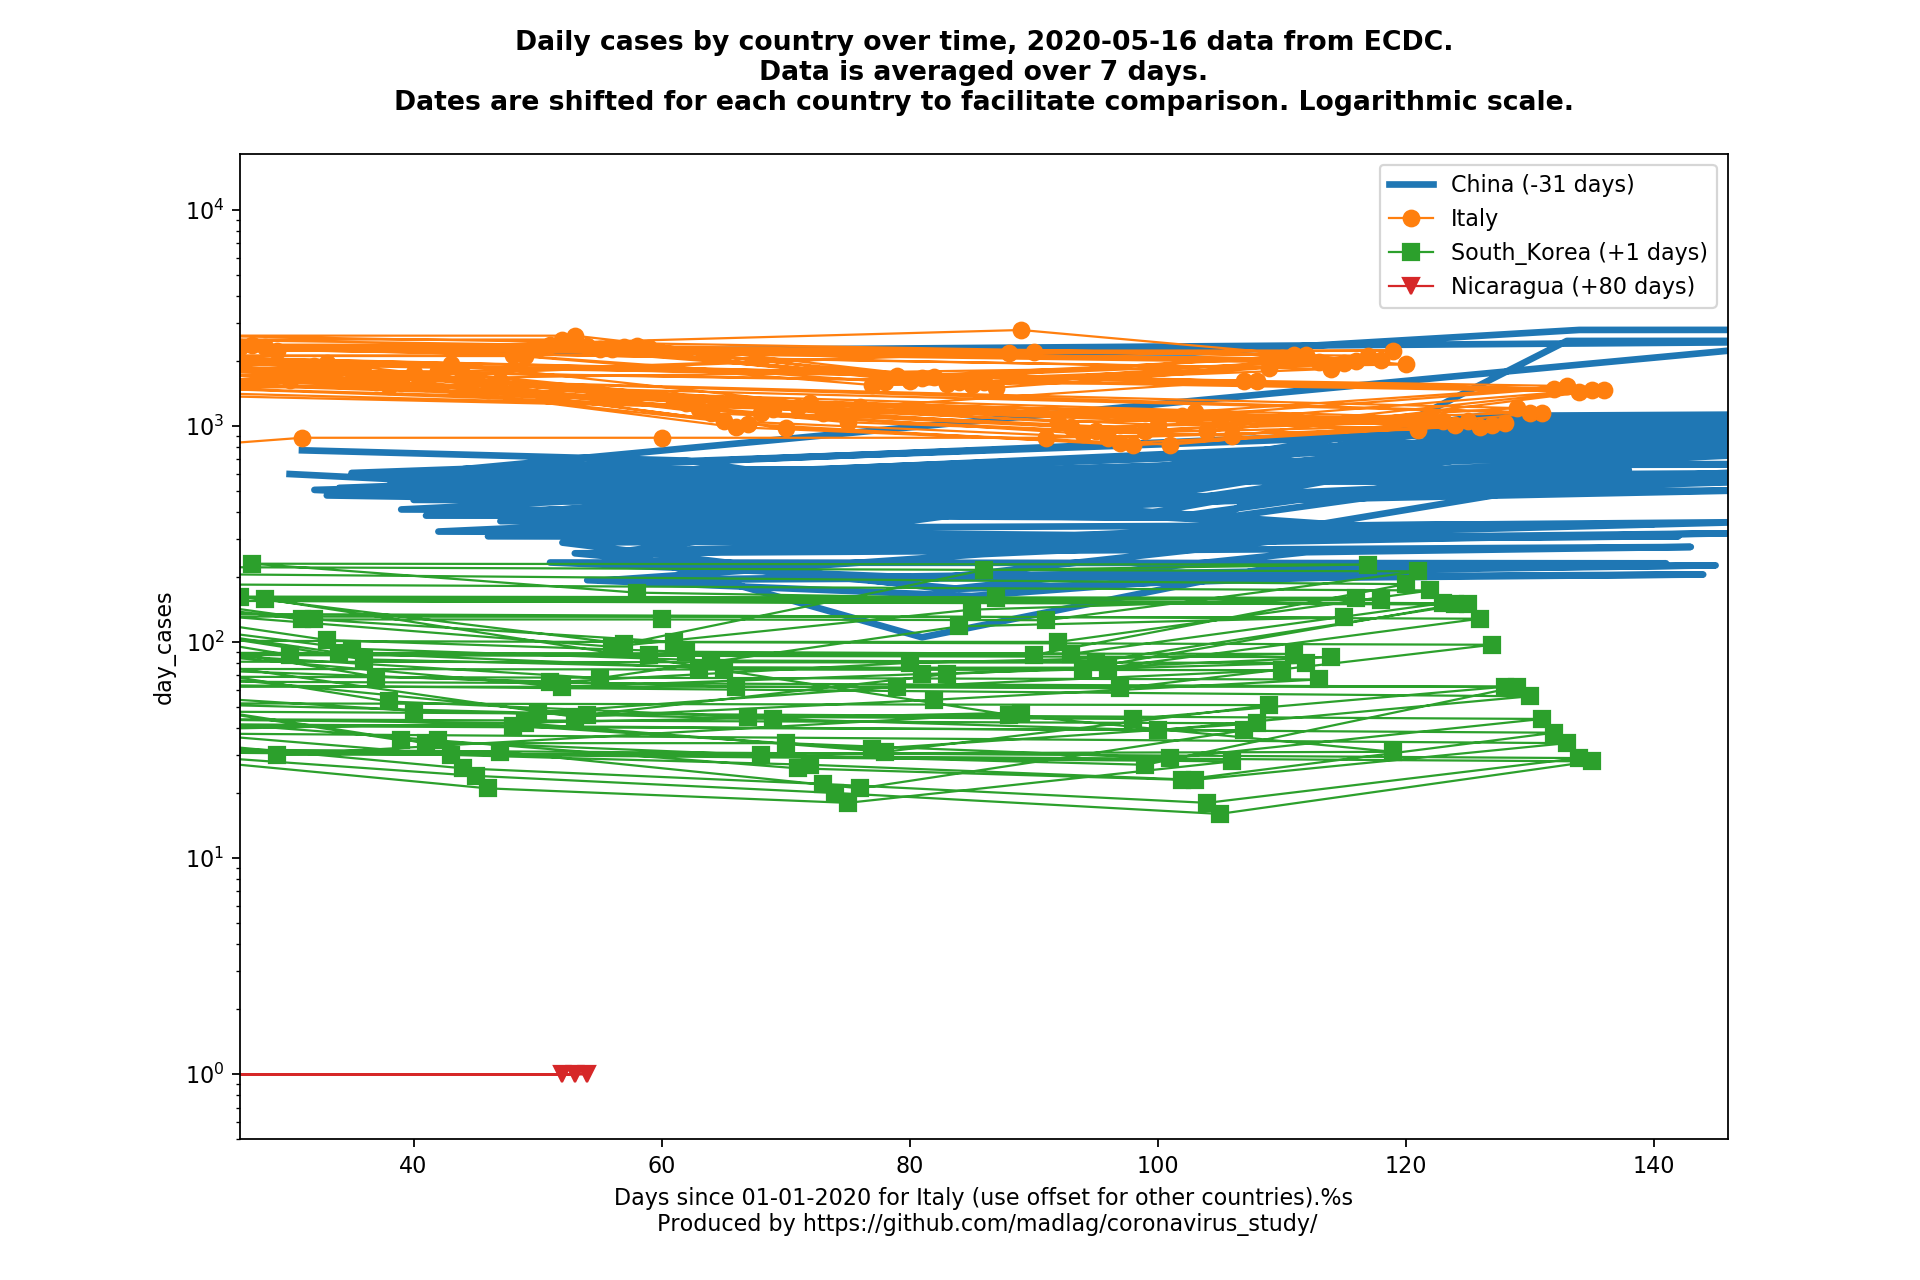 Daily cases by country over time, 2020-05-16 data from ECDC.
Data is averaged over 7 days.
Dates are shifted for each country to facilitate comparison. Logarithmic scale.
China (-31 days)
Italy
South_Korea (+1 days)
Nicaragua (+80 days)
day_cases
10^4
10^3
10^2
10^1
10^0
40 60 80 100 120 140
Days since 01-01-2020 for Italy (use offset for other countries).%s
Produced by https://github.com/madlag/coronavirus_study/